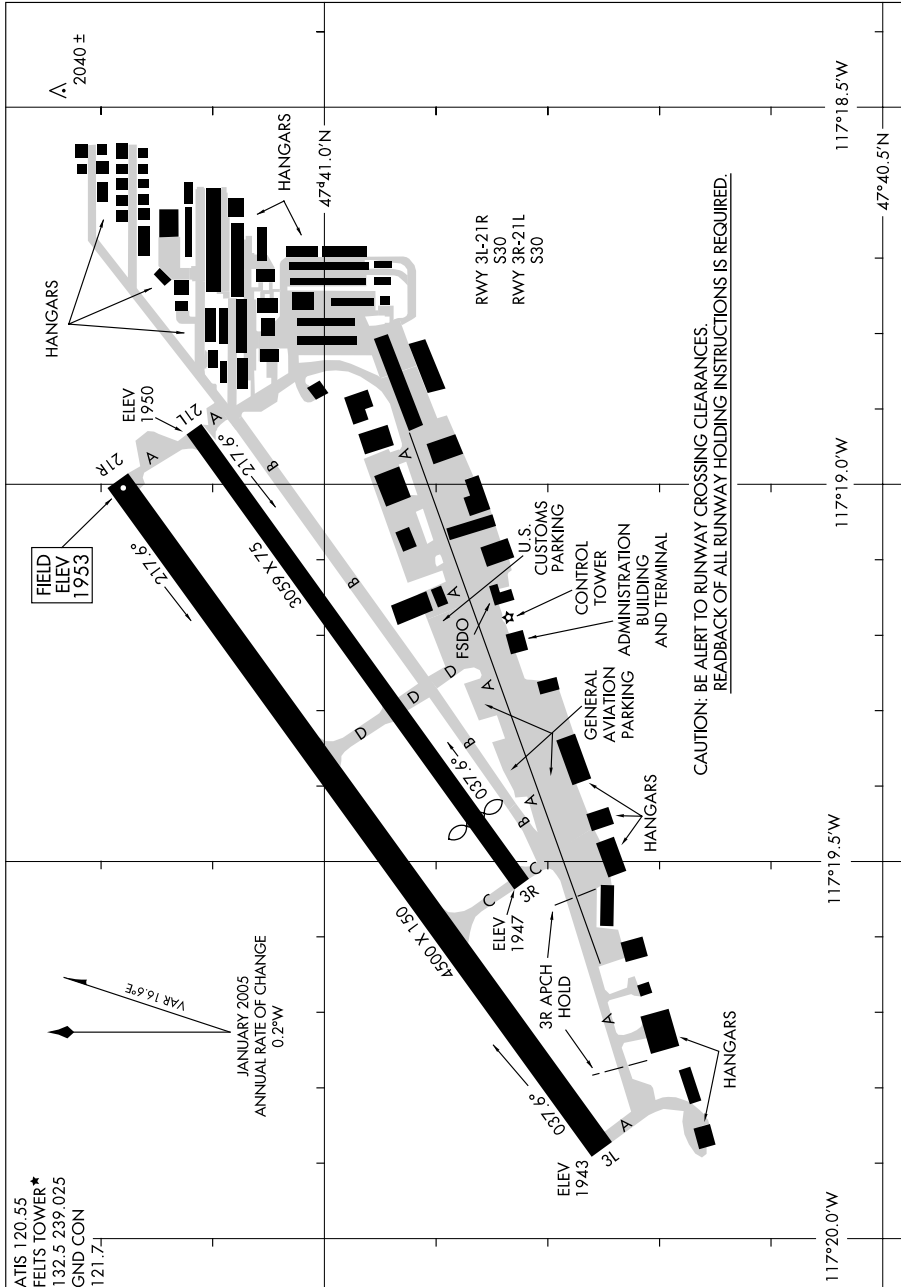 ATIS 120.55
FELTS TOWER★
132.5 239.025
GND CON
121.7
2040 ±
VAR 16.6°E
JANUARY 2005
ANNUAL RATE OF CHANGE
0.2°W
FIELD
ELEV
1953
21R
A
217.6°
ELEV
1950
21L
A
217.6°
HANGARS
HANGARS
47ᵈ41.0'N
4500 X 150
3059 X 75
B
B
B
B
D
D
D
C
C
037.6°
3R
ELEV
1947
037.6°
3L
ELEV
1943
A
A
A
A
A
A
3R APCH
HOLD
FSDO
U.S.
CUSTOMS
PARKING
CONTROL
TOWER
ADMINISTRATION
BUILDING
AND TERMINAL
GENERAL
AVIATION
PARKING
HANGARS
HANGARS
RWY 3L-21R
S30
RWY 3R-21L
S30
CAUTION: BE ALERT TO RUNWAY CROSSING CLEARANCES.
READBACK OF ALL RUNWAY HOLDING INSTRUCTIONS IS REQUIRED.
117°20.0'W
117°19.5'W
117°19.0'W
117°18.5'W
47°40.5'N